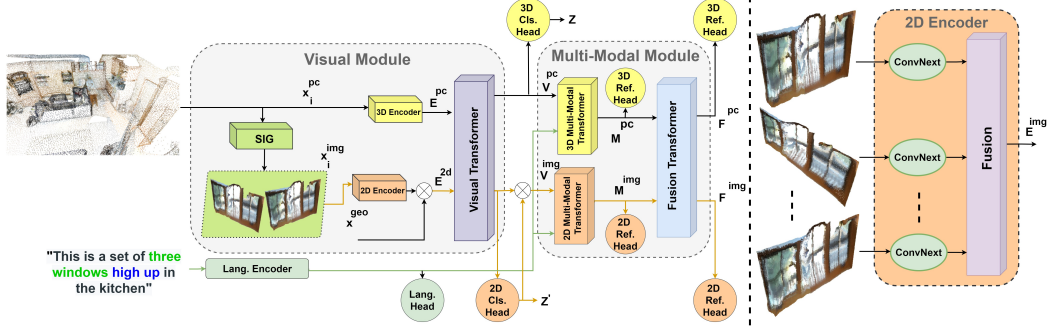 Visual Module
x_i^pc
SIG
x_i^img
3D Encoder
E^pc
2D Encoder
E^2d
x^geo
Visual Transformer
"This is a set of three
windows high up in
the kitchen"
Lang. Encoder
Lang.
Head
3D
Cls.
Head
Z
2D
Cls.
Head
Z'
Multi-Modal Module
V^pc
V^img
3D Multi-Modal
Transformer
2D Multi-Modal
Transformer
3D
Ref.
Head
M^pc
M^img
2D
Ref.
Head
Fusion Transformer
3D
Ref.
Head
F^pc
F^img
2D
Ref.
Head
2D Encoder
ConvNext
ConvNext
ConvNext
Fusion
E^img